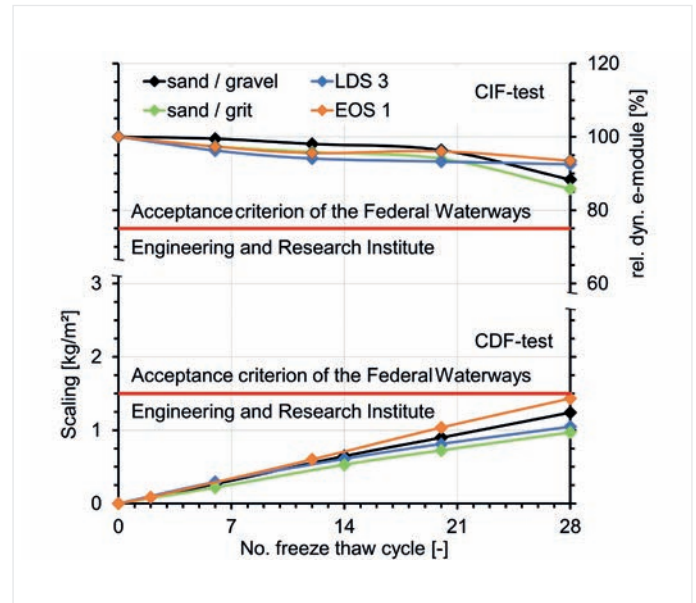 120
sand / gravel
LDS 3
CIF-test
sand / grit
EOS 1
100
rel. dyn. e-module [%]
Acceptance criterion of the Federal Waterways
80
Engineering and Research Institute
3
60
CDF-test
2
Scaling [kg/m²]
Acceptance criterion of the Federal Waterways
Engineering and Research Institute
1
0
0 7 14 21 28
No. freeze thaw cycle [-]